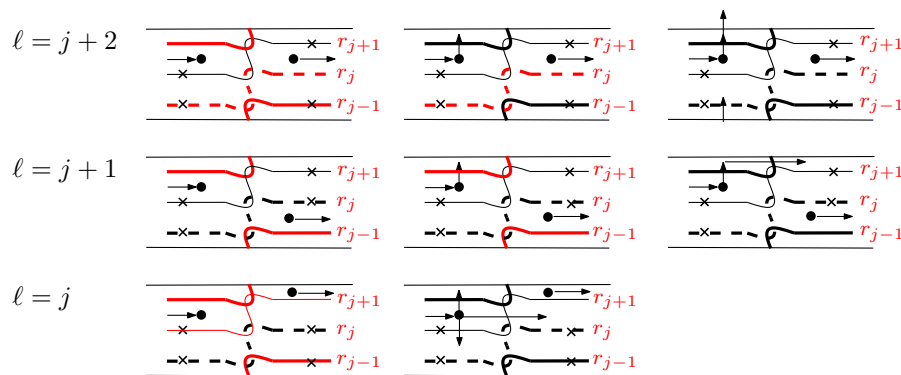 ℓ = j + 2
r_{j+1} r_{j+1} r_{j+1}
r_j r_j r_j
r_{j−1} r_{j−1} r_{j−1}
ℓ = j + 1
r_{j+1} r_{j+1} r_{j+1}
r_j r_j r_j
r_{j−1} r_{j−1} r_{j−1}
ℓ = j
r_{j+1} r_{j+1}
r_j r_j
r_{j−1} r_{j−1}